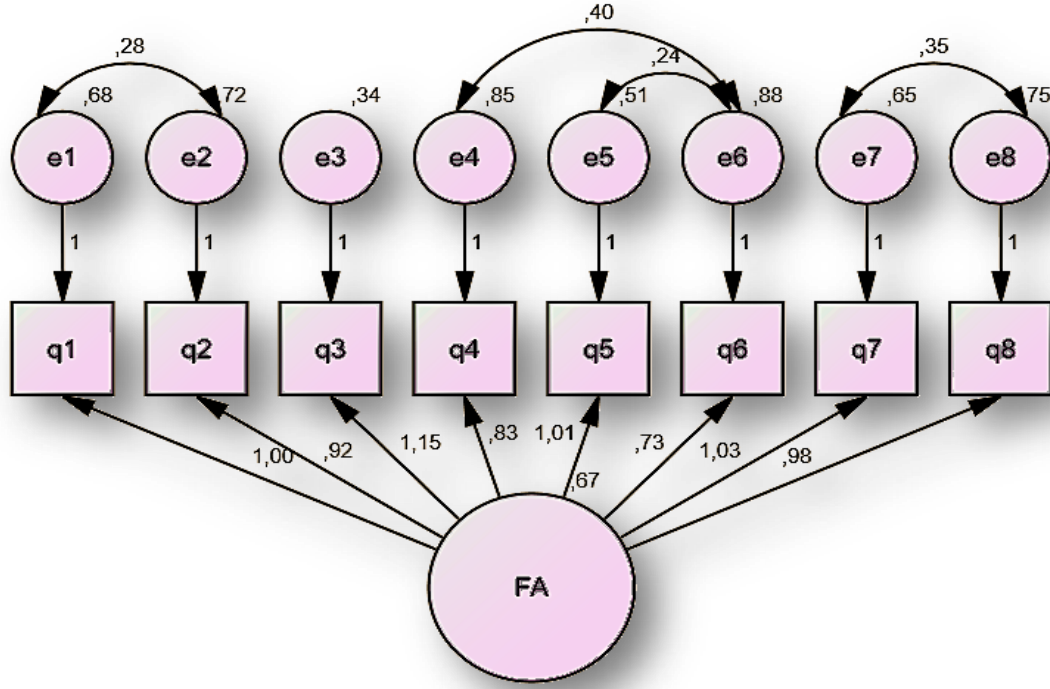 ,40
,28
,24
,35
,68
72
,34
,85
,51
,88
,65
75
e1 e2 e3 e4 e5 e6 e7 e8
1 1 1 1 1 1 1 1
q1 q2 q3 q4 q5 q6 q7 q8
1,00 ,92 1,15 ,83 1,01 ,73 1,03 ,98
,67
FA